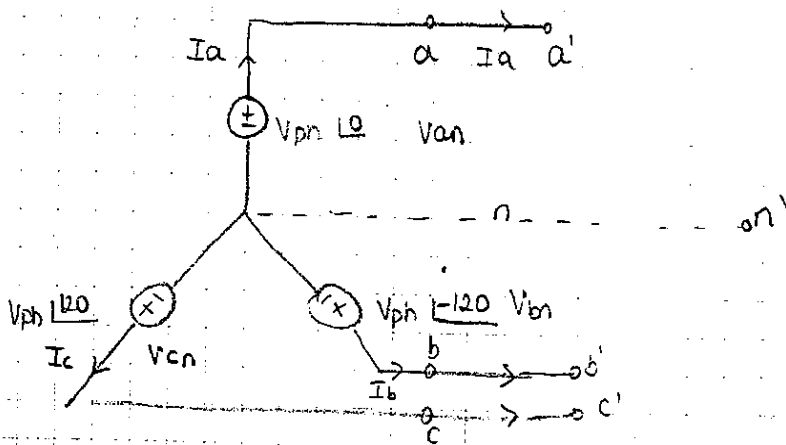 Ia a Ia a'
± Vph ⌊0 Van
n n'
Vph ⌊120 Vph ⌊-120 Vbn
Ic Vcn b b'
Ib
c c'